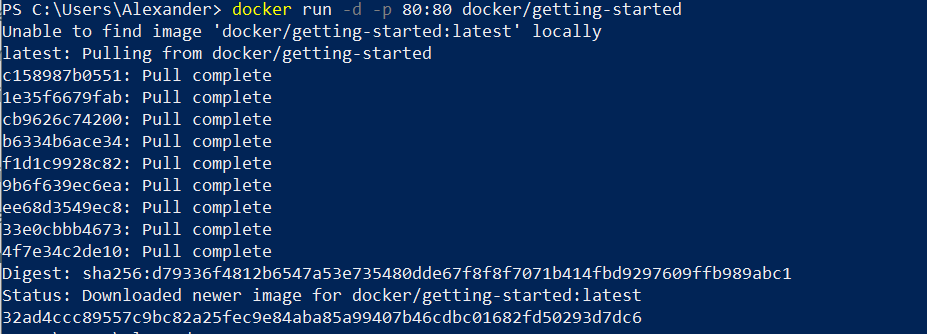 PS C:\Users\Alexander> docker run -d -p 80:80 docker/getting-started
Unable to find image 'docker/getting-started:latest' locally
latest: Pulling from docker/getting-started
c158987b0551: Pull complete
1e35f6679fab: Pull complete
cb9626c74200: Pull complete
b6334b6ace34: Pull complete
f1d1c9928c82: Pull complete
9b6f639ec6ea: Pull complete
ee68d3549ec8: Pull complete
33e0cbbb4673: Pull complete
4f7e34c2de10: Pull complete
Digest: sha256:d79336f4812b6547a53e735480dde67f8f8f7071b414fbd9297609ffb989abc1
Status: Downloaded newer image for docker/getting-started:latest
32ad4ccc89557c9bc82a25fec9e84aba85a99407b46cdbc01682fd50293d7dc6